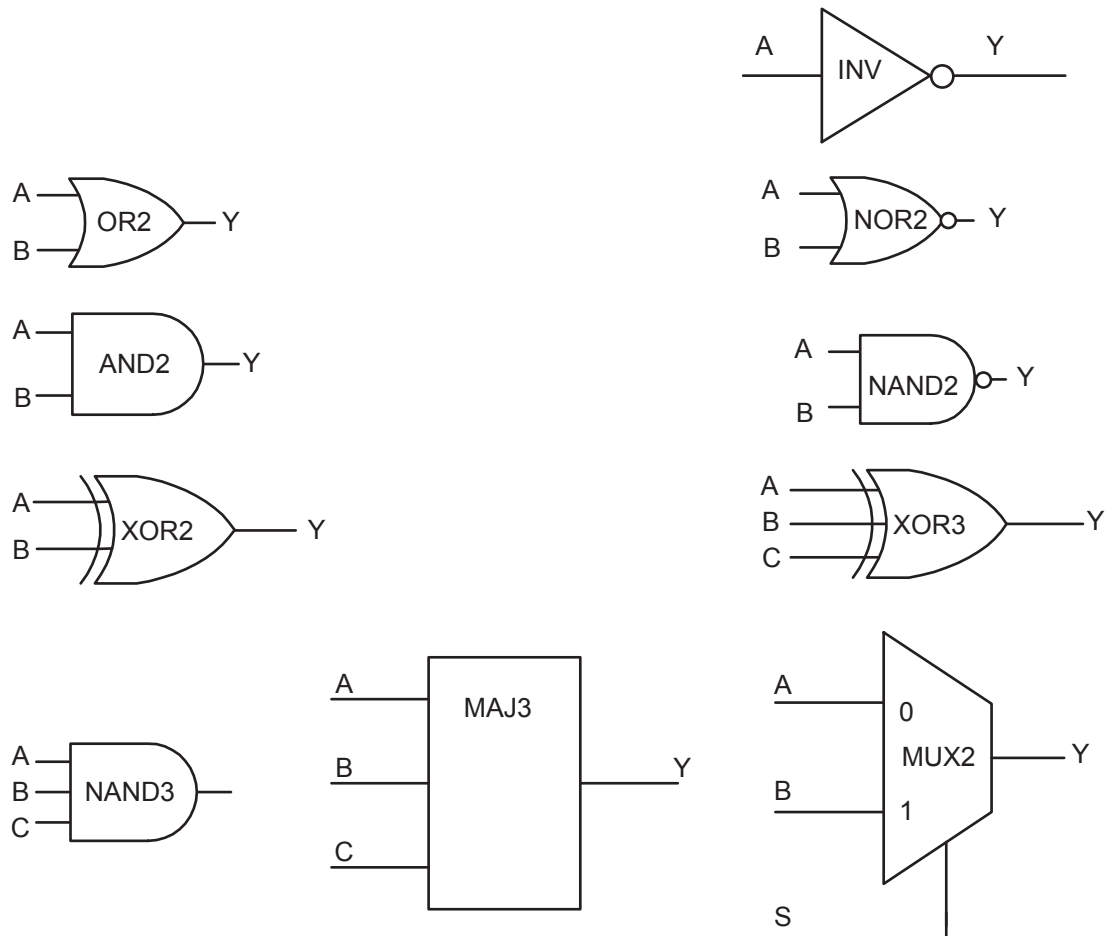 A INV Y
A OR2 Y
B
A NOR2 Y
B
A AND2 Y
B
A NAND2 Y
B
A XOR2 Y
B
A XOR3 Y
B
C
A NAND3
B
C
A MAJ3
B Y
C
A 0
MUX2 Y
B 1
S